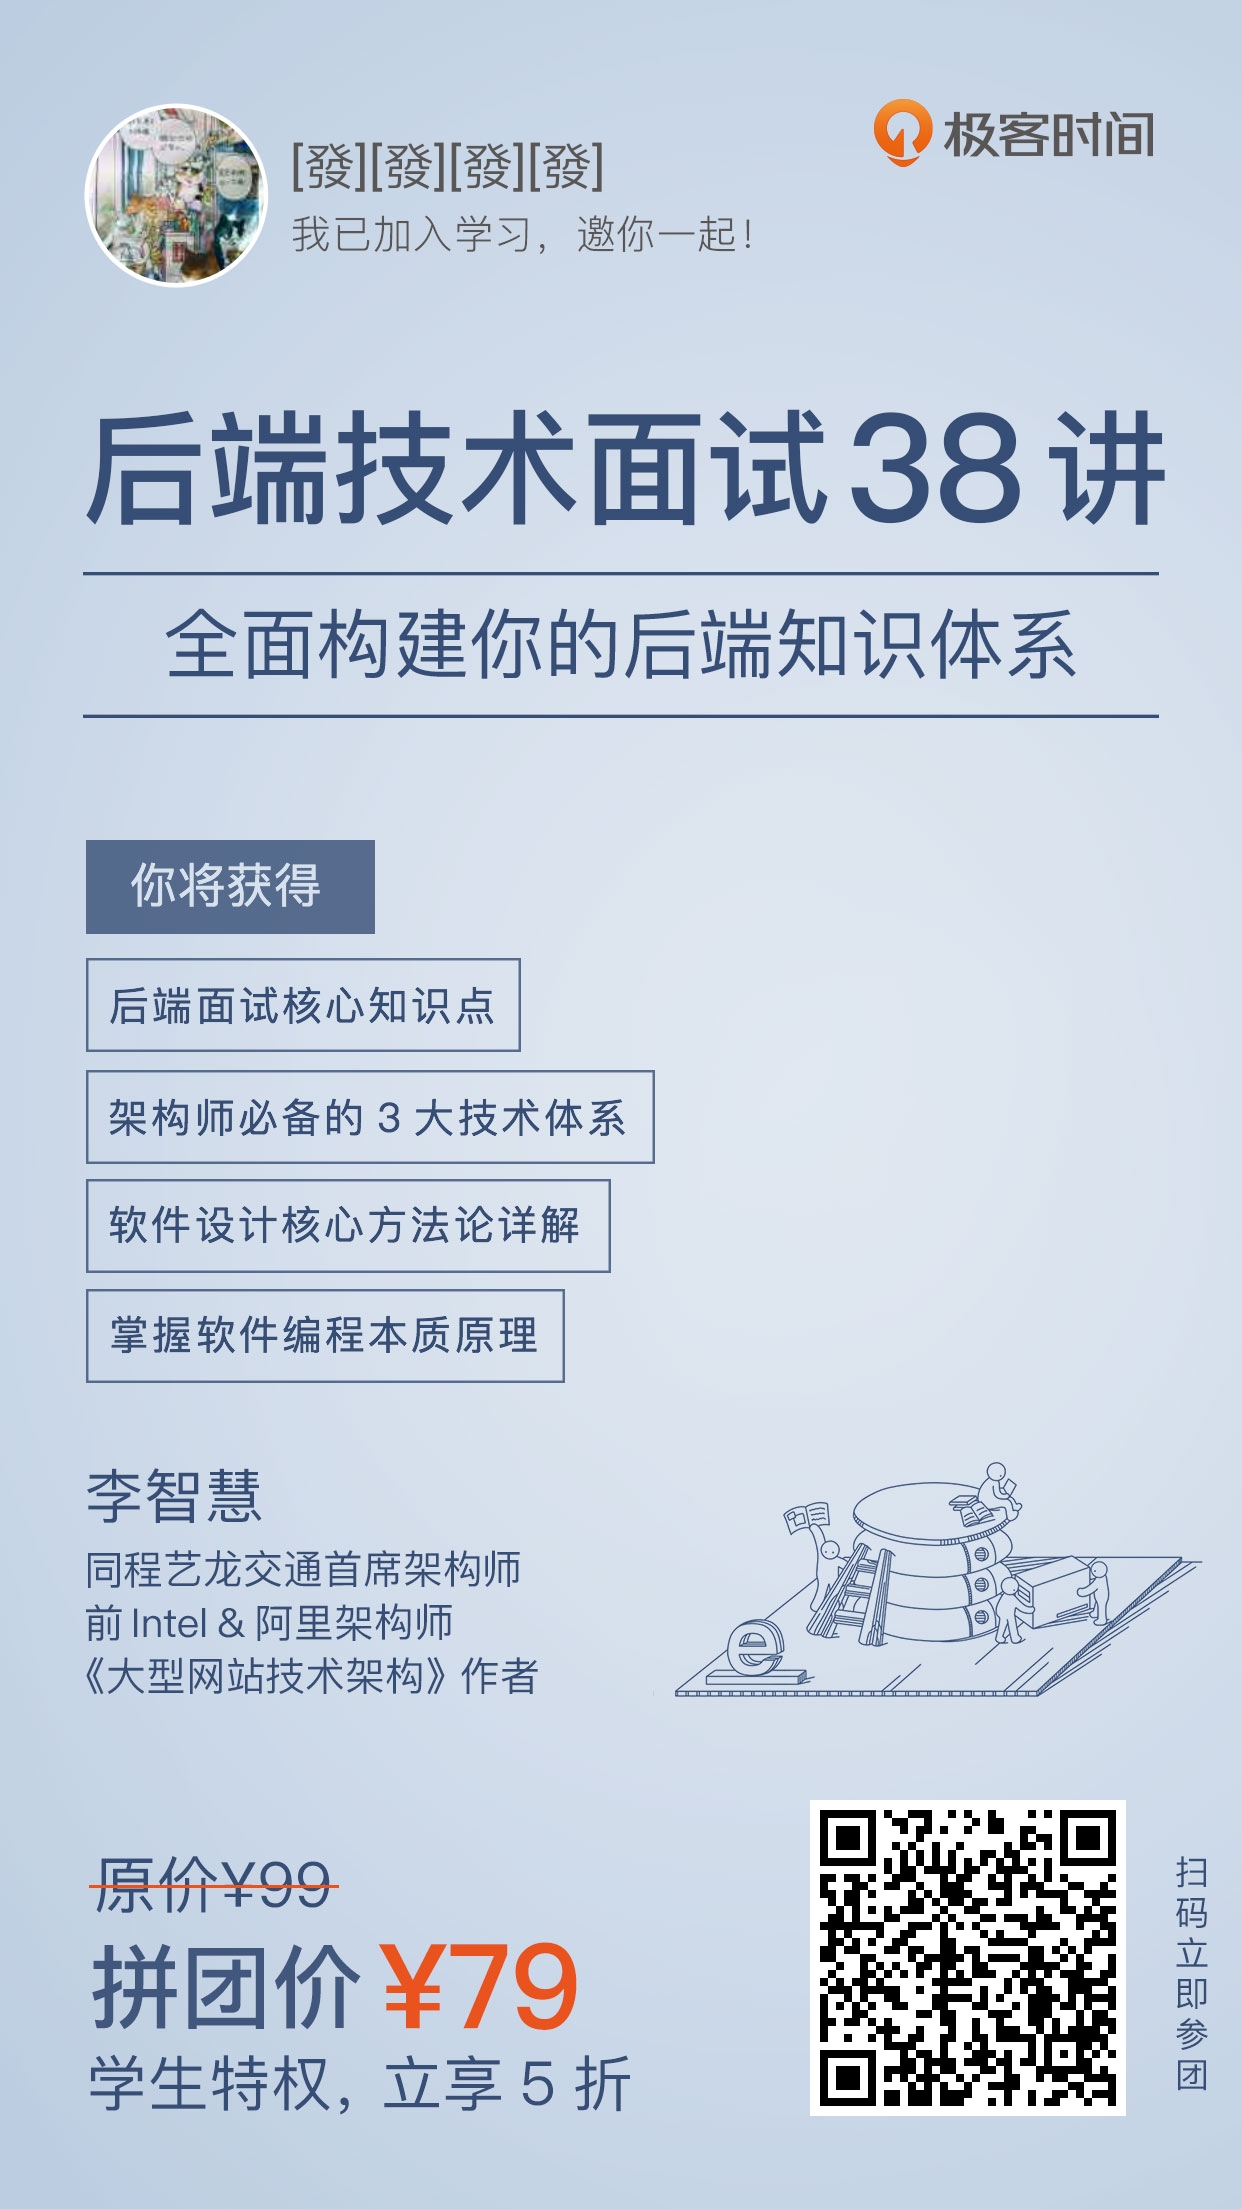 [發][發][發][發]
我已加入学习，邀你一起！
极客时间
后端技术面试38讲
全面构建你的后端知识体系
你将获得
后端面试核心知识点
架构师必备的 3 大技术体系
软件设计核心方法论详解
掌握软件编程本质原理
李智慧
同程艺龙交通首席架构师
前 Intel & 阿里架构师
《大型网站技术架构》作者
原价¥99
拼团价 ¥79
学生特权，立享 5 折
扫码立即参团